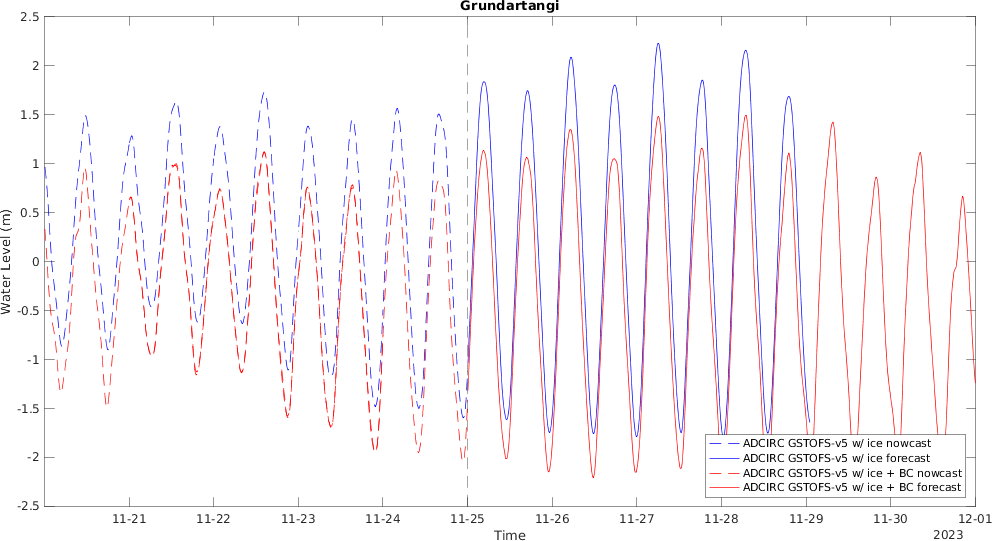 Grundartangi
2.5
2
1.5
1
0.5
0
-0.5
-1
-1.5
-2
-2.5
Water Level (m)
ADCIRC GSTOFS-v5 w/ ice nowcast
ADCIRC GSTOFS-v5 w/ ice forecast
ADCIRC GSTOFS-v5 w/ ice + BC nowcast
ADCIRC GSTOFS-v5 w/ ice + BC forecast
11-21 11-22 11-23 11-24 11-25 11-26 11-27 11-28 11-29 11-30 12-01
Time
2023